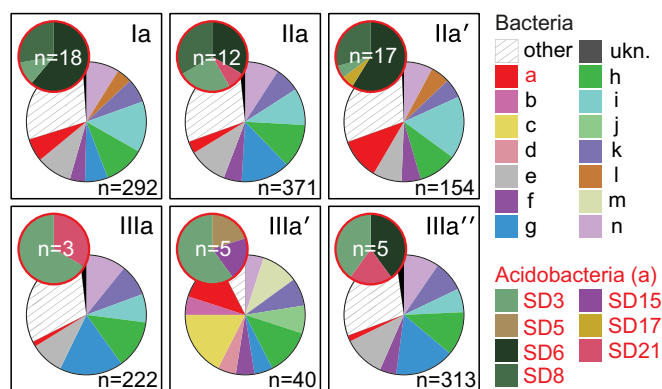 Ia
n=18
n=292
IIa
n=12
n=371
IIa'
n=17
n=154
IIIa
n=3
n=222
IIIa'
n=5
n=40
IIIa''
n=5
n=313
Bacteria
other
a
b
c
d
e
f
g
ukn.
h
i
j
k
l
m
n
Acidobacteria (a)
SD3
SD5
SD6
SD8
SD15
SD17
SD21